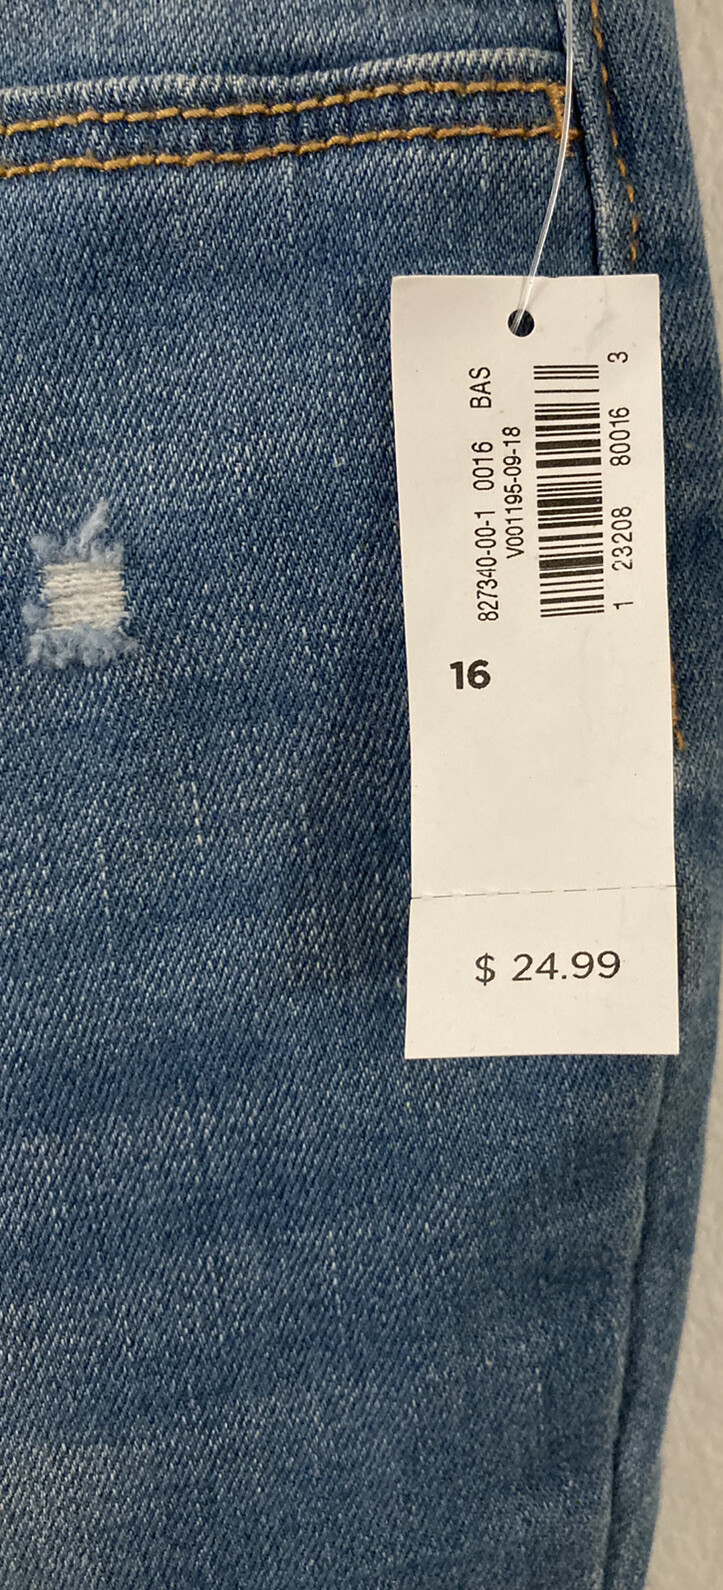 827340-00-1 0016 BAS
V001195-09-18
1 23208 80016 3
16
$ 24.99